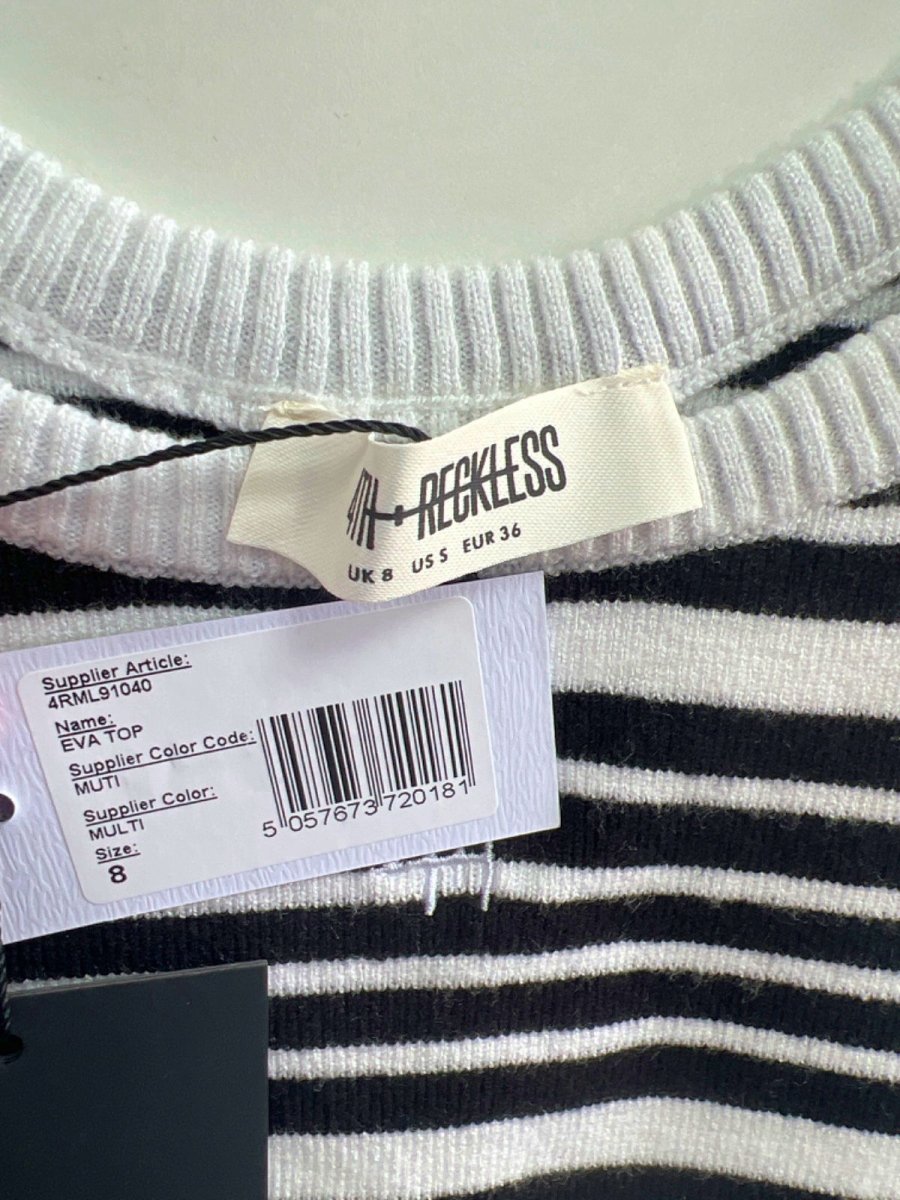 4TH & RECKLESS
UK 8 US S EUR 36
Supplier Article:
4RML91040
Name:
EVA TOP
Supplier Color Code:
MUTI
Supplier Color:
MULTI
Size:
8
5 057673 720181